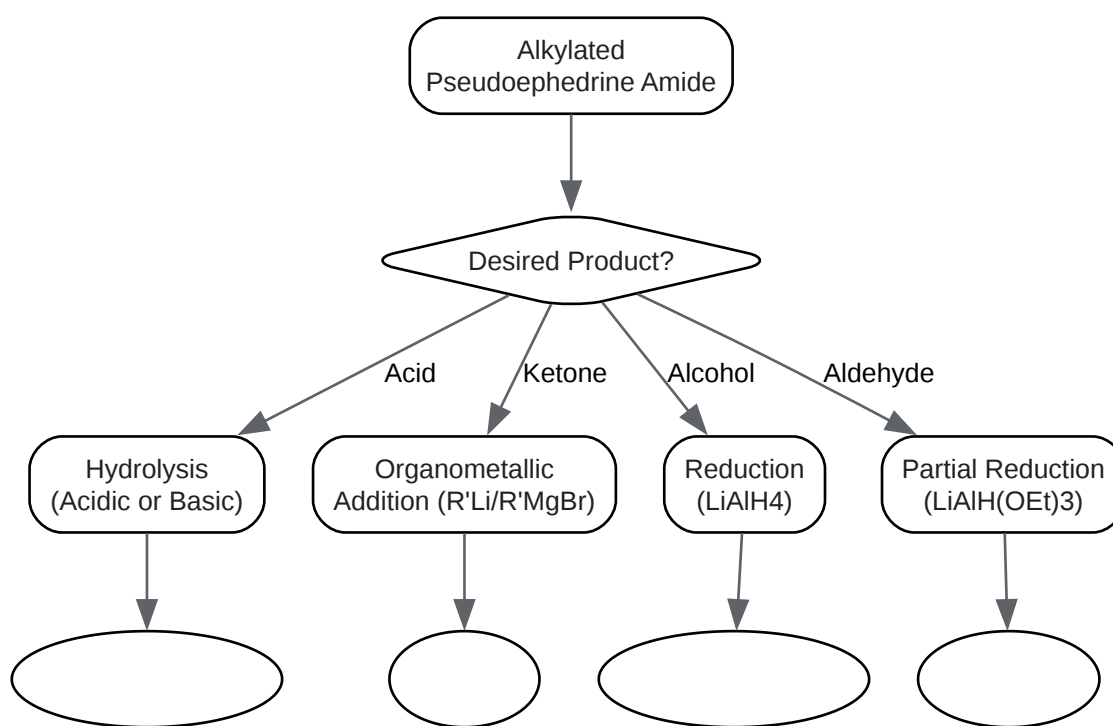 Alkylated
Pseudoephedrine Amide
Desired Product?
Acid
Ketone
Alcohol
Aldehyde
Hydrolysis
(Acidic or Basic)
Organometallic
Addition (R'Li/R'MgBr)
Reduction
(LiAlH4)
Partial Reduction
(LiAlH(OEt)3)